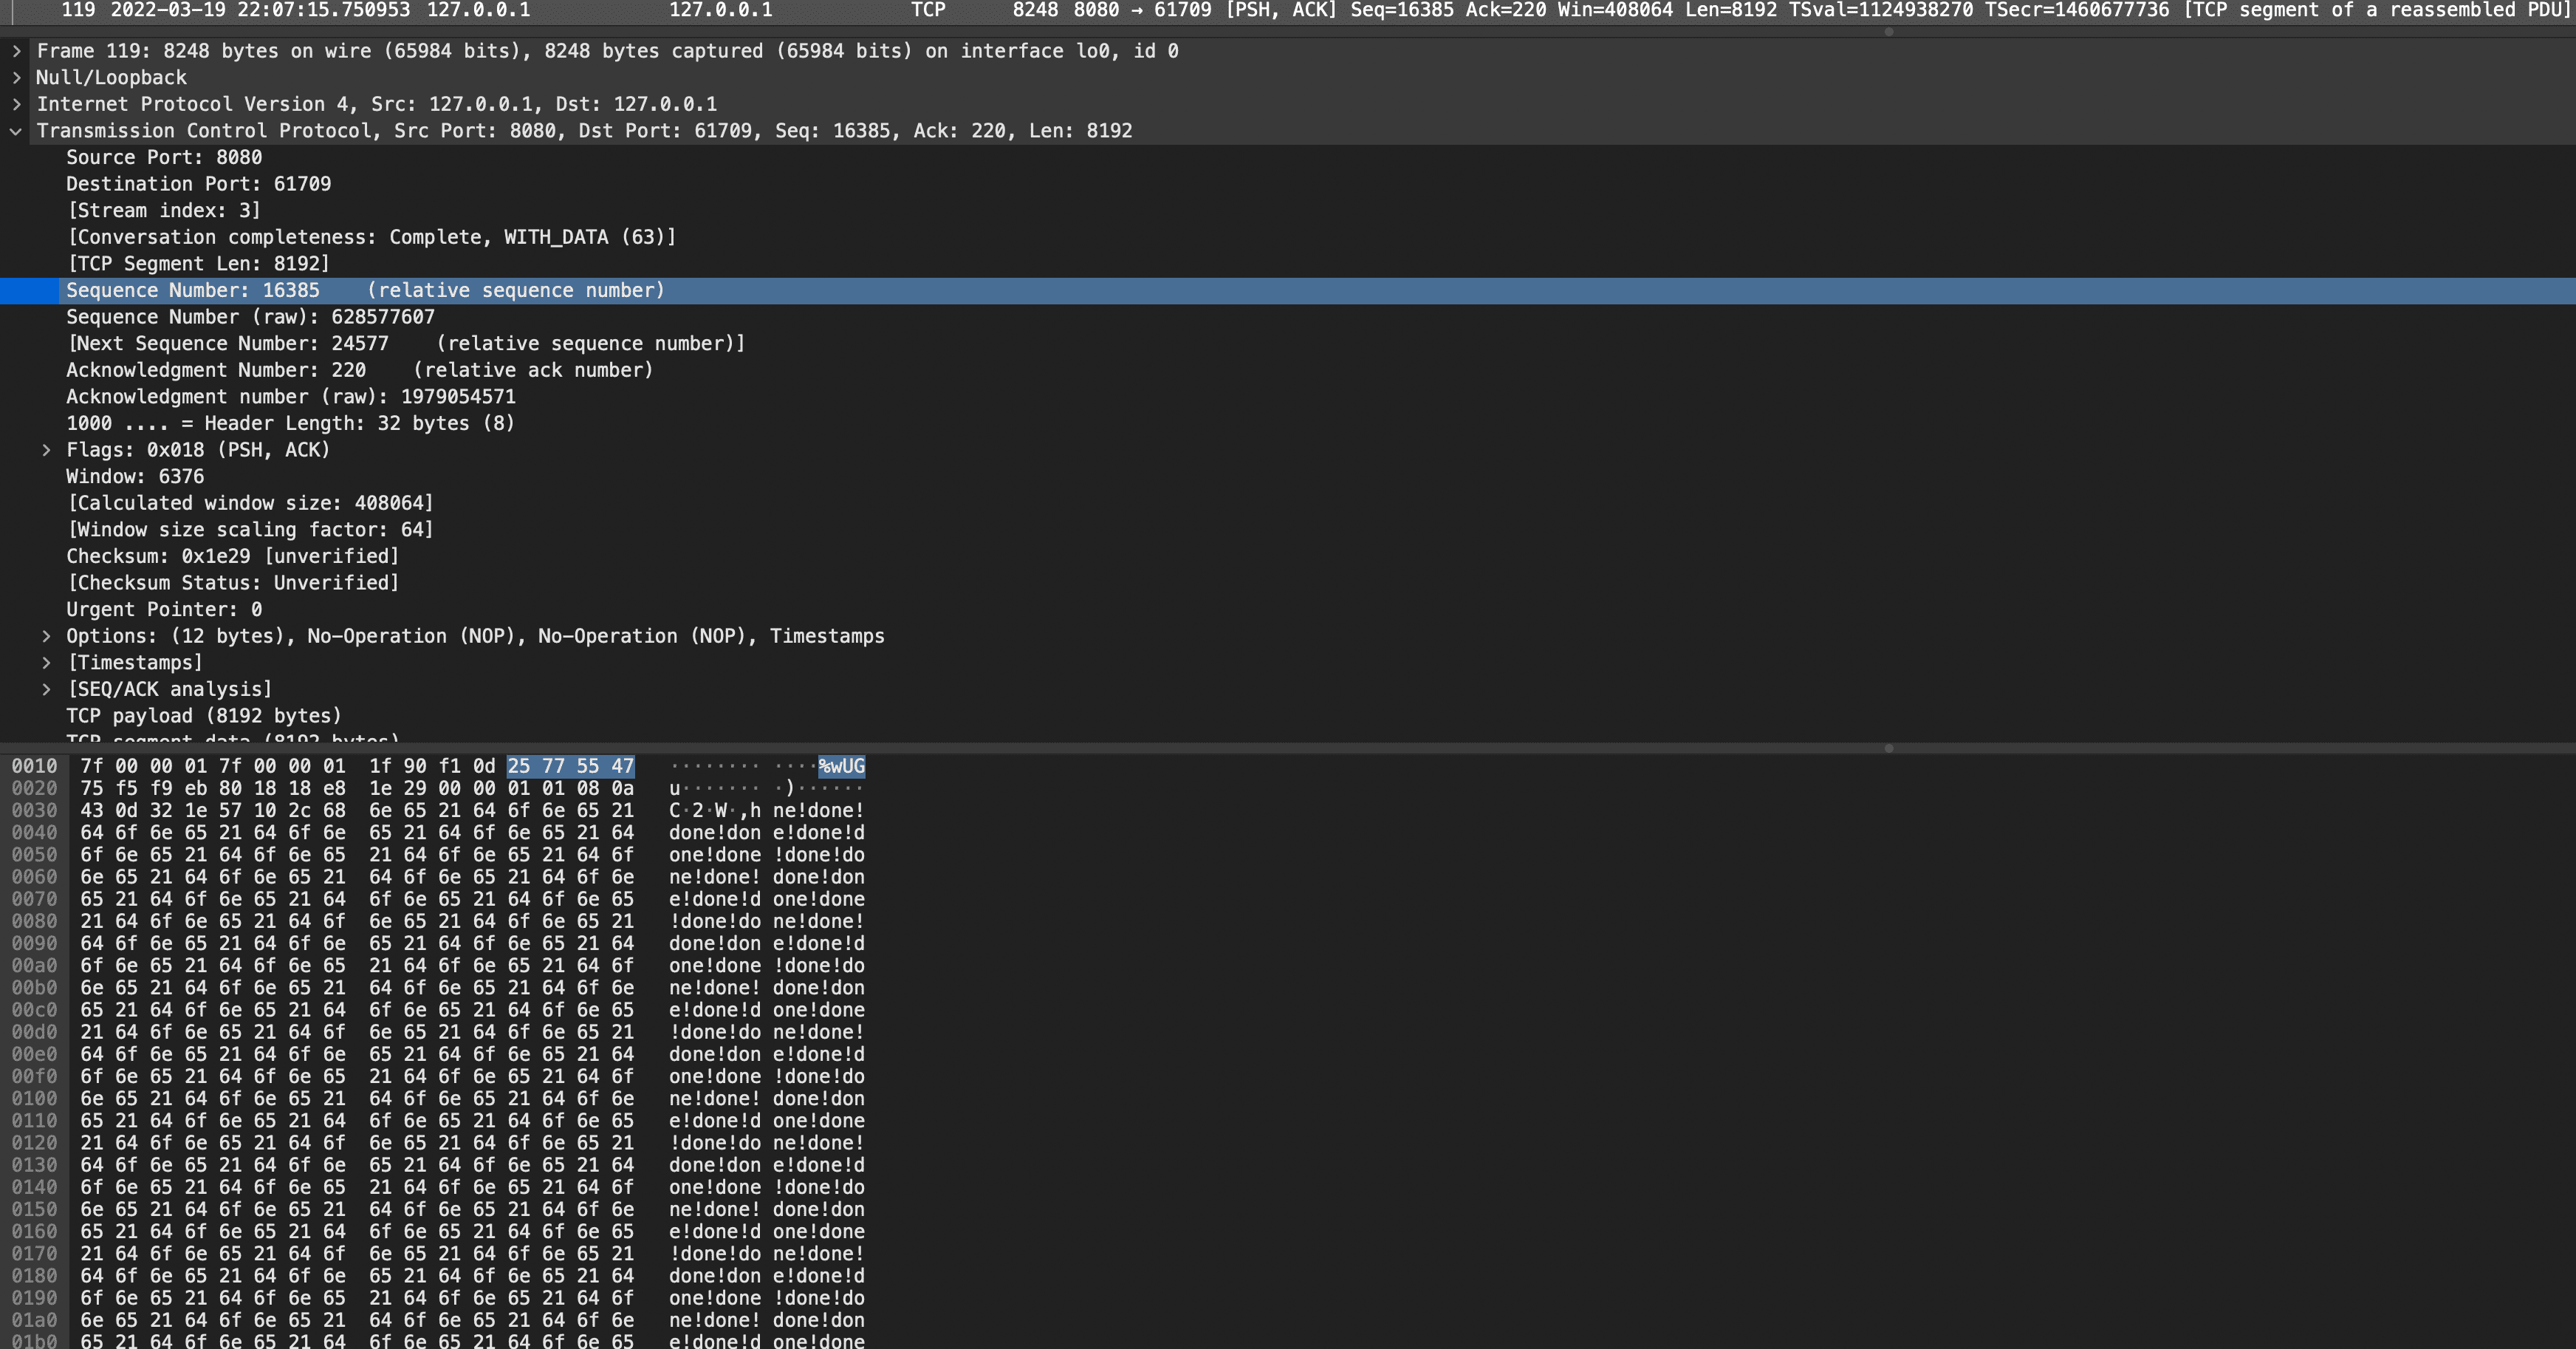 119 2022-03-19 22:07:15.750953 127.0.0.1 127.0.0.1 TCP 8248 8080 → 61709 [PSH, ACK] Seq=16385 Ack=220 Win=408064 Len=8192 TSval=1124938270 TSecr=1460677736 [TCP segment of a reassembled PDU]
Frame 119: 8248 bytes on wire (65984 bits), 8248 bytes captured (65984 bits) on interface lo0, id 0
Null/Loopback
Internet Protocol Version 4, Src: 127.0.0.1, Dst: 127.0.0.1
Transmission Control Protocol, Src Port: 8080, Dst Port: 61709, Seq: 16385, Ack: 220, Len: 8192
Source Port: 8080
Destination Port: 61709
[Stream index: 3]
[Conversation completeness: Complete, WITH_DATA (63)]
[TCP Segment Len: 8192]
Sequence Number: 16385 (relative sequence number)
Sequence Number (raw): 628577607
[Next Sequence Number: 24577 (relative sequence number)]
Acknowledgment Number: 220 (relative ack number)
Acknowledgment number (raw): 1979054571
1000 .... = Header Length: 32 bytes (8)
Flags: 0x018 (PSH, ACK)
Window: 6376
[Calculated window size: 408064]
[Window size scaling factor: 64]
Checksum: 0x1e29 [unverified]
[Checksum Status: Unverified]
Urgent Pointer: 0
Options: (12 bytes), No-Operation (NOP), No-Operation (NOP), Timestamps
[Timestamps]
[SEQ/ACK analysis]
TCP payload (8192 bytes)
TCP segment data (8192 bytes)
0010 7f 00 00 01 7f 00 00 01 1f 90 f1 0d 25 77 55 47 ········ ····%wUG
0020 75 f5 f9 eb 80 18 18 e8 1e 29 00 00 01 01 08 0a u······· ·)······
0030 43 0d 32 1e 57 10 2c 68 6e 65 21 64 6f 6e 65 21 C·2·W·,h ne!done!
0040 64 6f 6e 65 21 64 6f 6e 65 21 64 6f 6e 65 21 64 done!don e!done!d
0050 6f 6e 65 21 64 6f 6e 65 21 64 6f 6e 65 21 64 6f one!done !done!do
0060 6e 65 21 64 6f 6e 65 21 64 6f 6e 65 21 64 6f 6e ne!done! done!don
0070 65 21 64 6f 6e 65 21 64 6f 6e 65 21 64 6f 6e 65 e!done!d one!done
0080 21 64 6f 6e 65 21 64 6f 6e 65 21 64 6f 6e 65 21 !done!do ne!done!
0090 64 6f 6e 65 21 64 6f 6e 65 21 64 6f 6e 65 21 64 done!don e!done!d
00a0 6f 6e 65 21 64 6f 6e 65 21 64 6f 6e 65 21 64 6f one!done !done!do
00b0 6e 65 21 64 6f 6e 65 21 64 6f 6e 65 21 64 6f 6e ne!done! done!don
00c0 65 21 64 6f 6e 65 21 64 6f 6e 65 21 64 6f 6e 65 e!done!d one!done
00d0 21 64 6f 6e 65 21 64 6f 6e 65 21 64 6f 6e 65 21 !done!do ne!done!
00e0 64 6f 6e 65 21 64 6f 6e 65 21 64 6f 6e 65 21 64 done!don e!done!d
00f0 6f 6e 65 21 64 6f 6e 65 21 64 6f 6e 65 21 64 6f one!done !done!do
0100 6e 65 21 64 6f 6e 65 21 64 6f 6e 65 21 64 6f 6e ne!done! done!don
0110 65 21 64 6f 6e 65 21 64 6f 6e 65 21 64 6f 6e 65 e!done!d one!done
0120 21 64 6f 6e 65 21 64 6f 6e 65 21 64 6f 6e 65 21 !done!do ne!done!
0130 64 6f 6e 65 21 64 6f 6e 65 21 64 6f 6e 65 21 64 done!don e!done!d
0140 6f 6e 65 21 64 6f 6e 65 21 64 6f 6e 65 21 64 6f one!done !done!do
0150 6e 65 21 64 6f 6e 65 21 64 6f 6e 65 21 64 6f 6e ne!done! done!don
0160 65 21 64 6f 6e 65 21 64 6f 6e 65 21 64 6f 6e 65 e!done!d one!done
0170 21 64 6f 6e 65 21 64 6f 6e 65 21 64 6f 6e 65 21 !done!do ne!done!
0180 64 6f 6e 65 21 64 6f 6e 65 21 64 6f 6e 65 21 64 done!don e!done!d
0190 6f 6e 65 21 64 6f 6e 65 21 64 6f 6e 65 21 64 6f one!done !done!do
01a0 6e 65 21 64 6f 6e 65 21 64 6f 6e 65 21 64 6f 6e ne!done! done!don
01b0 65 21 64 6f 6e 65 21 64 6f 6e 65 21 64 6f 6e 65 e!done!d one!done